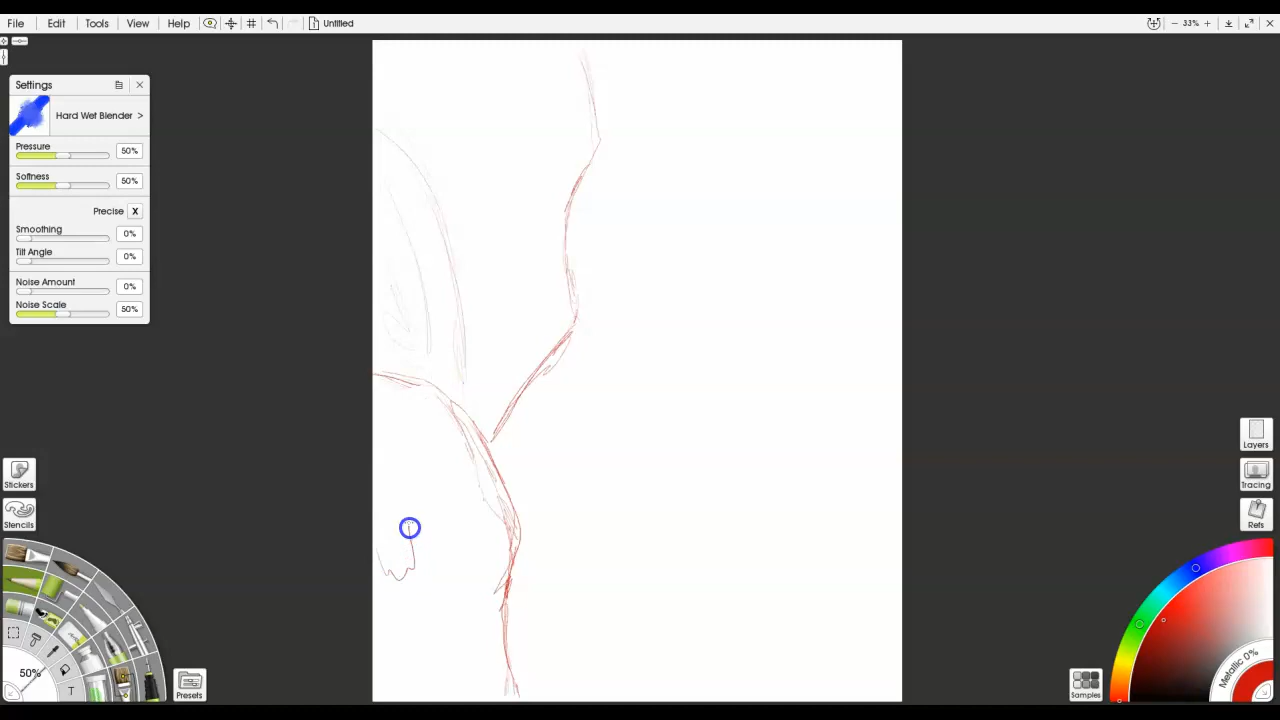 File Edit Tools View Help Untitled 33%
Settings
Hard Wet Blender >
Pressure 50%
Softness 50%
Precise X
Smoothing 0%
Tilt Angle 0%
Noise Amount 0%
Noise Scale 50%
Layers
Tracing
Refs
Stickers
Stencils
T
50%
Presets
Samples
Metallic 0%